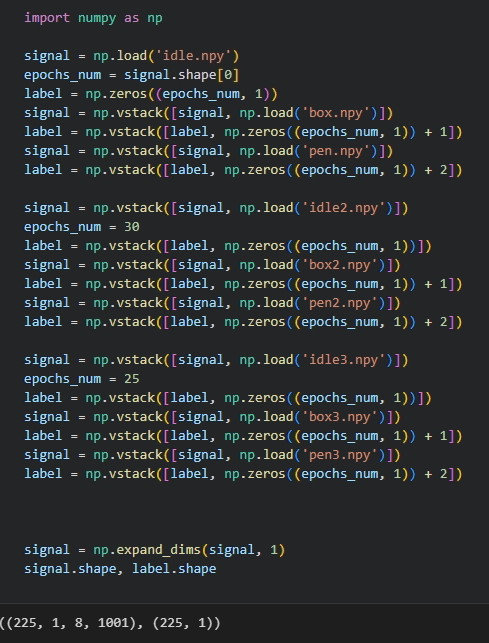 import numpy as np
signal = np.load('idle.npy')
epochs_num = signal.shape[0]
label = np.zeros((epochs_num, 1))
signal = np.vstack([signal, np.load('box.npy')])
label = np.vstack([label, np.zeros((epochs_num, 1)) + 1])
signal = np.vstack([signal, np.load('pen.npy')])
label = np.vstack([label, np.zeros((epochs_num, 1)) + 2])
signal = np.vstack([signal, np.load('idle2.npy')])
epochs_num = 30
label = np.vstack([label, np.zeros((epochs_num, 1))])
signal = np.vstack([signal, np.load('box2.npy')])
label = np.vstack([label, np.zeros((epochs_num, 1)) + 1])
signal = np.vstack([signal, np.load('pen2.npy')])
label = np.vstack([label, np.zeros((epochs_num, 1)) + 2])
signal = np.vstack([signal, np.load('idle3.npy')])
epochs_num = 25
label = np.vstack([label, np.zeros((epochs_num, 1))])
signal = np.vstack([signal, np.load('box3.npy')])
label = np.vstack([label, np.zeros((epochs_num, 1)) + 1])
signal = np.vstack([signal, np.load('pen3.npy')])
label = np.vstack([label, np.zeros((epochs_num, 1)) + 2])
signal = np.expand_dims(signal, 1)
signal.shape, label.shape
((225, 1, 8, 1001), (225, 1))